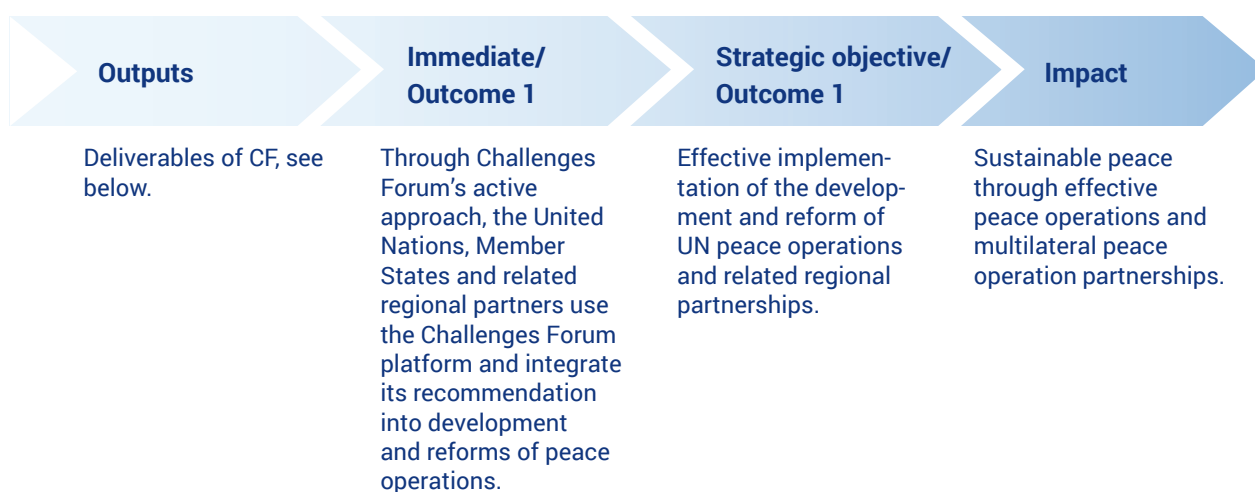 Outputs
Immediate/
Outcome 1
Strategic objective/
Outcome 1
Impact
Deliverables of CF, see
below.
Through Challenges
Forum’s active
approach, the United
Nations, Member
States and related
regional partners use
the Challenges Forum
platform and integrate
its recommendation
into development
and reforms of peace
operations.
Effective implemen-
tation of the develop-
ment and reform of
UN peace operations
and related regional
partnerships.
Sustainable peace
through effective
peace operations and
multilateral peace
operation partnerships.